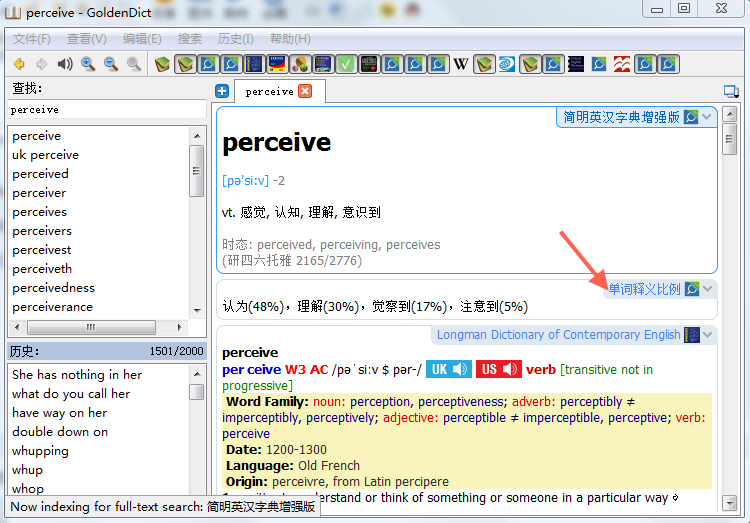 perceive - GoldenDict
文件(F) 查看(V) 编辑(E) 搜索 历史(I) 帮助(H)
W
查找:
perceive
perceive
uk perceive
perceived
perceiver
perceives
perceivers
perceivest
perceiveth
perceivedness
perceiverance
历史: 1501/2000
She has nothing in her
what do you call her
have way on her
double down on
whupping
whup
whop
perceive
简明英汉字典增强版
perceive
[pə'si:v] -2
vt. 感觉, 认知, 理解, 意识到
时态: perceived, perceiving, perceives
(研四六托雅 2165/2776)
单词释义比例
认为(48%)，理解(30%)，觉察到(17%)，注意到(5%)
Longman Dictionary of Contemporary English
perceive
per ceive W3 AC /pəˈsiːv $ pər-/ UK US verb [transitive not in
progressive]
Word Family: noun: perception, perceptiveness; adverb: perceptibly ≠
imperceptibly, perceptively; adjective: perceptible ≠ imperceptible, perceptive; verb:
perceive
Date: 1200-1300
Language: Old French
Origin: perceivre, from Latin percipere
understand or think of something or someone in a particular way
Now indexing for full-text search: 简明英汉字典增强版